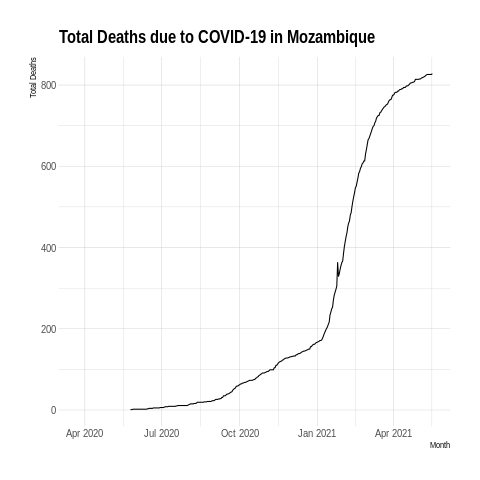 Total Deaths due to COVID-19 in Mozambique
Total Deaths
800
600
400
200
0
Apr 2020 Jul 2020 Oct 2020 Jan 2021 Apr 2021
Month